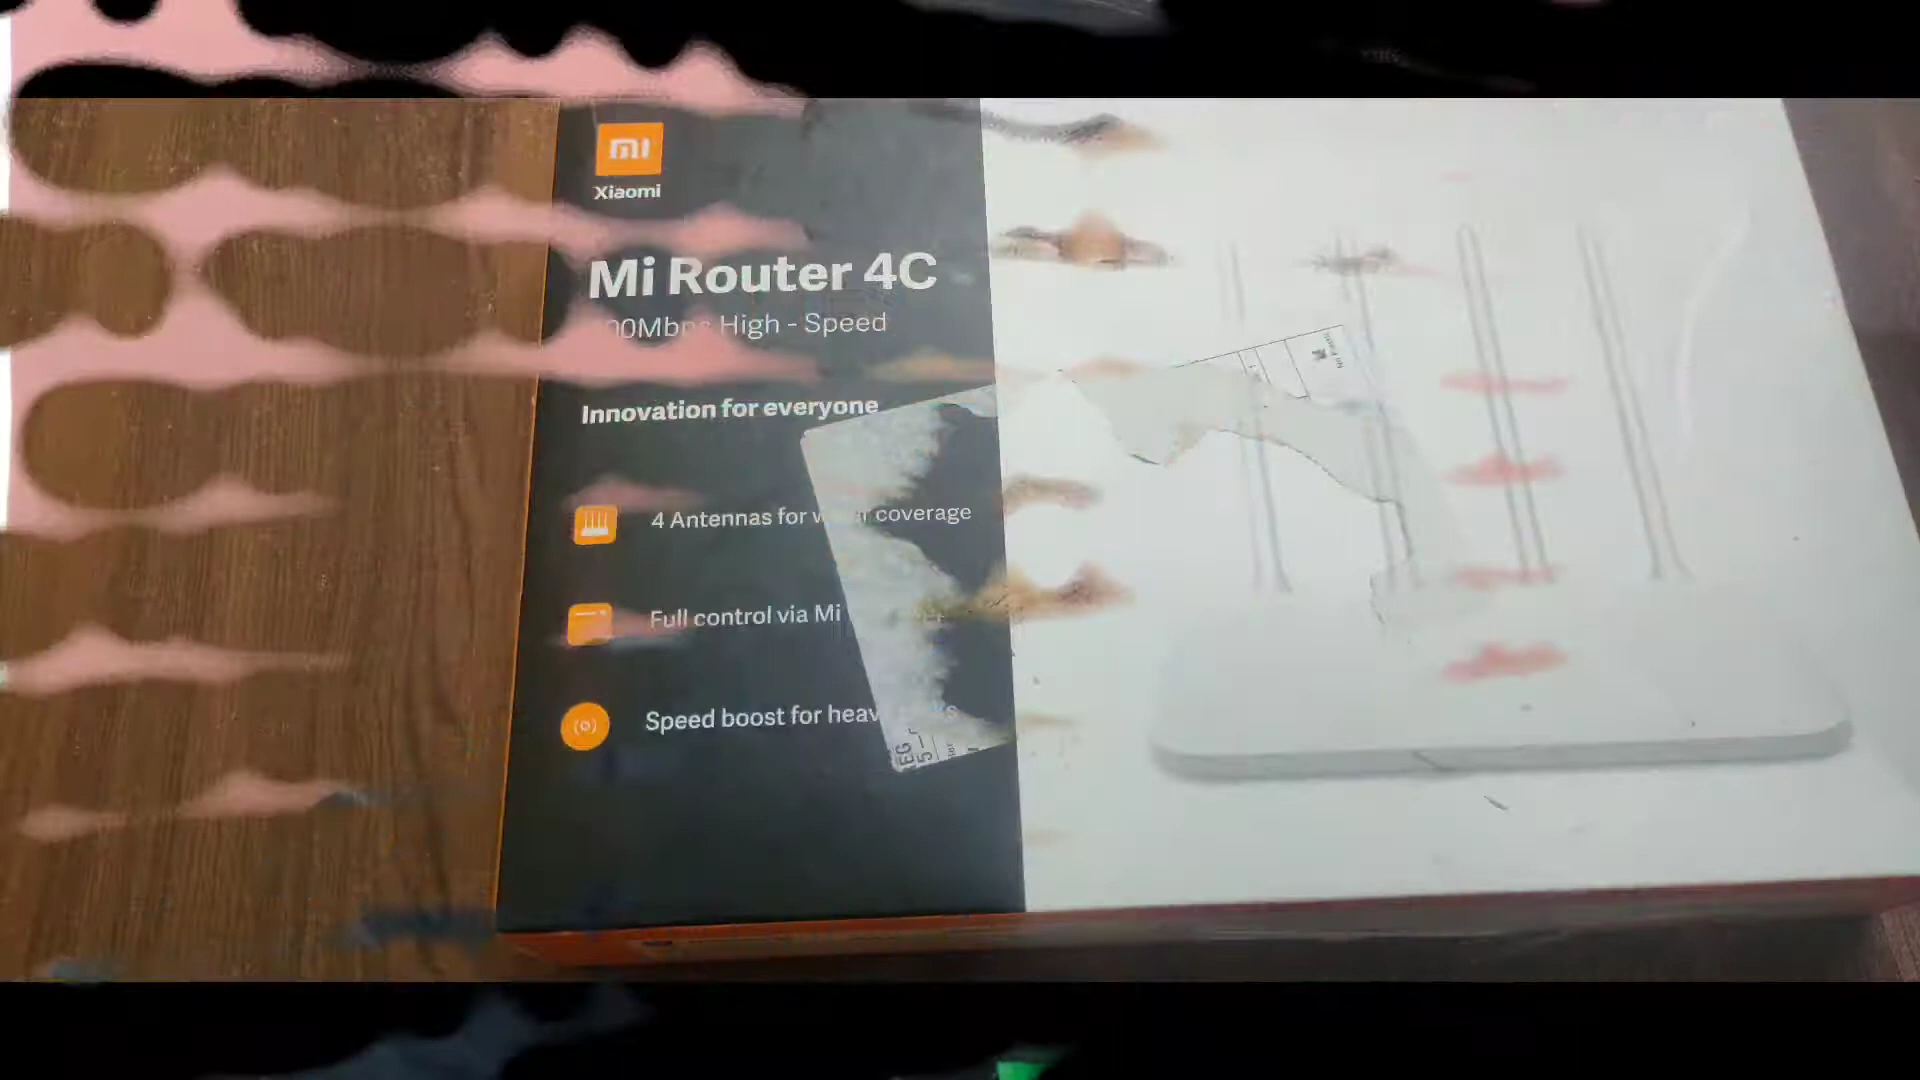 mi
Xiaomi
Mi Router 4C
High - Speed
Innovation for everyone
4 Antennas for coverage
Full control via Mi
Speed boost for